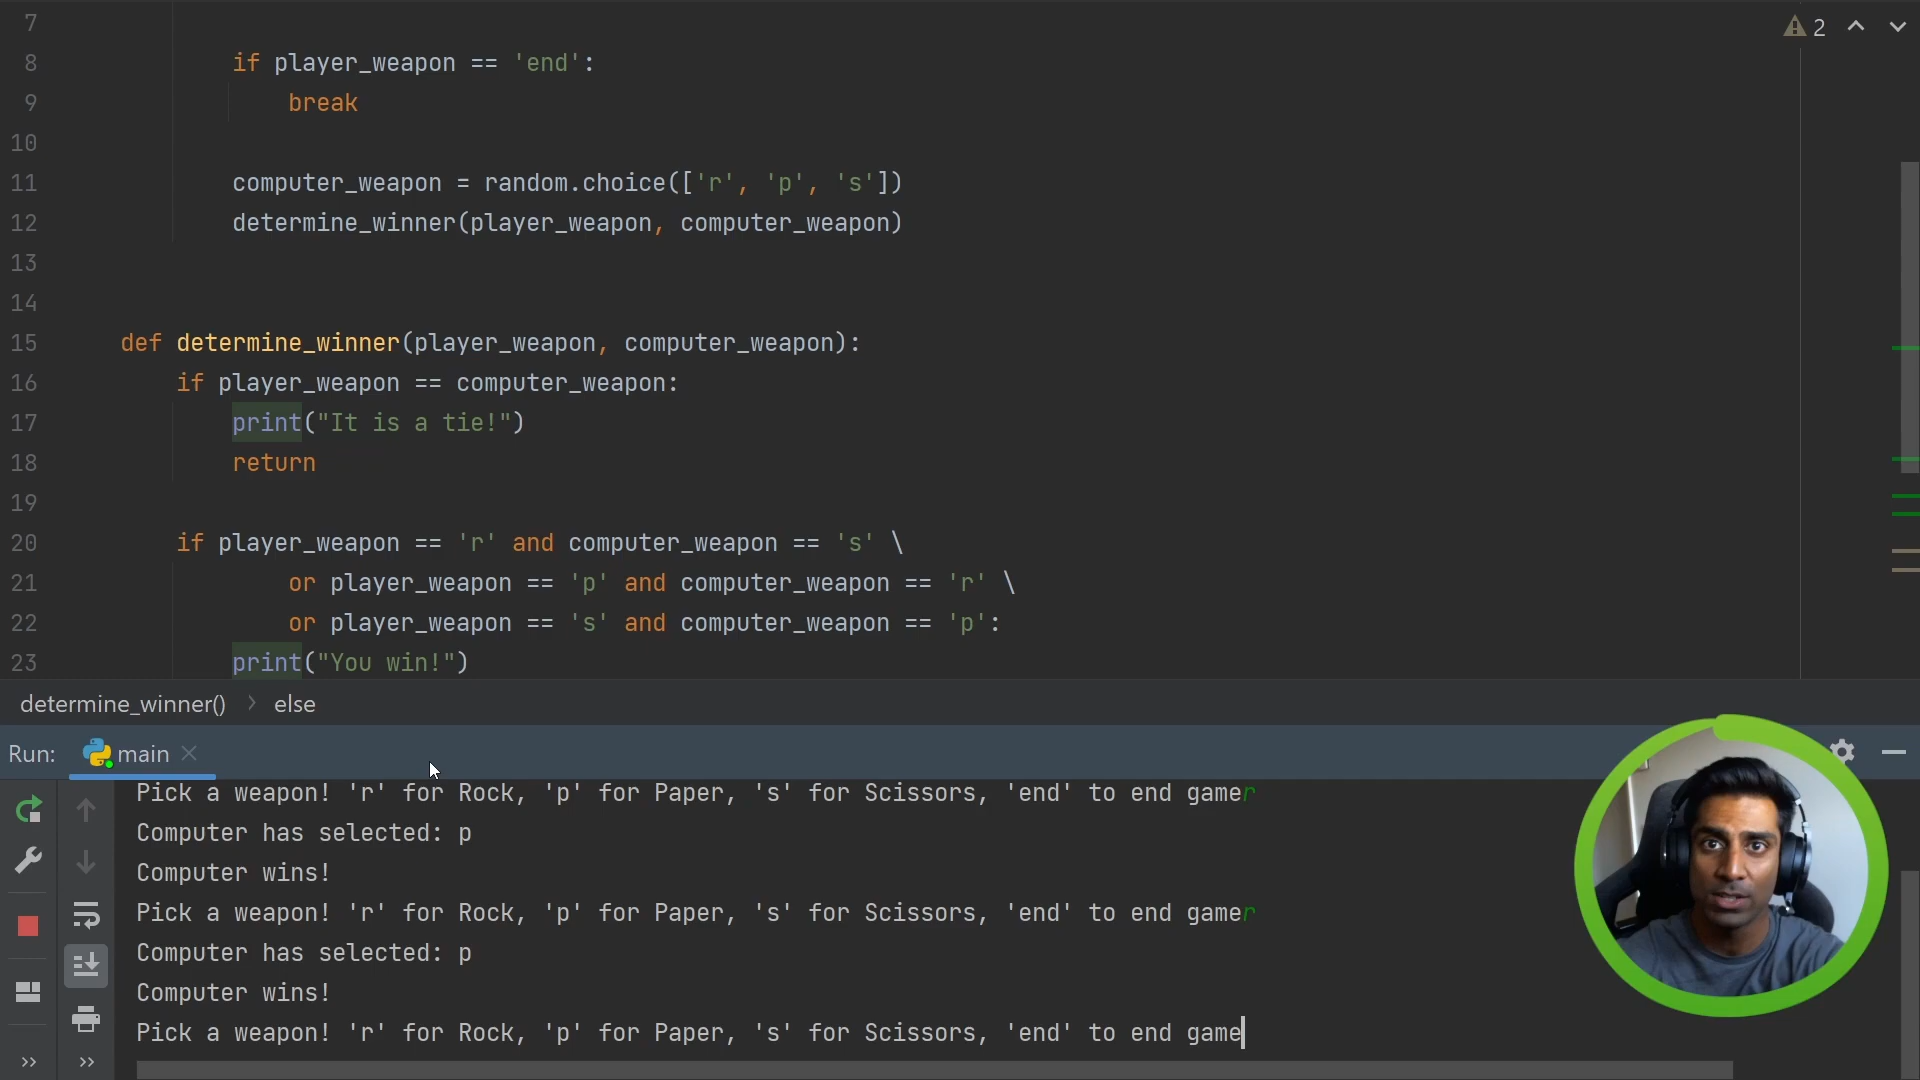 7
2
8 if player_weapon == 'end':
9 break
10
11 computer_weapon = random.choice(['r', 'p', 's'])
12 determine_winner(player_weapon, computer_weapon)
13
14
15 def determine_winner(player_weapon, computer_weapon):
16 if player_weapon == computer_weapon:
17 print("It is a tie!")
18 return
19
20 if player_weapon == 'r' and computer_weapon == 's' \
21 or player_weapon == 'p' and computer_weapon == 'r' \
22 or player_weapon == 's' and computer_weapon == 'p':
23 print("You win!")
determine_winner() > else
Run: main
Pick a weapon! 'r' for Rock, 'p' for Paper, 's' for Scissors, 'end' to end gamer
Computer has selected: p
Computer wins!
Pick a weapon! 'r' for Rock, 'p' for Paper, 's' for Scissors, 'end' to end gamer
Computer has selected: p
Computer wins!
Pick a weapon! 'r' for Rock, 'p' for Paper, 's' for Scissors, 'end' to end game